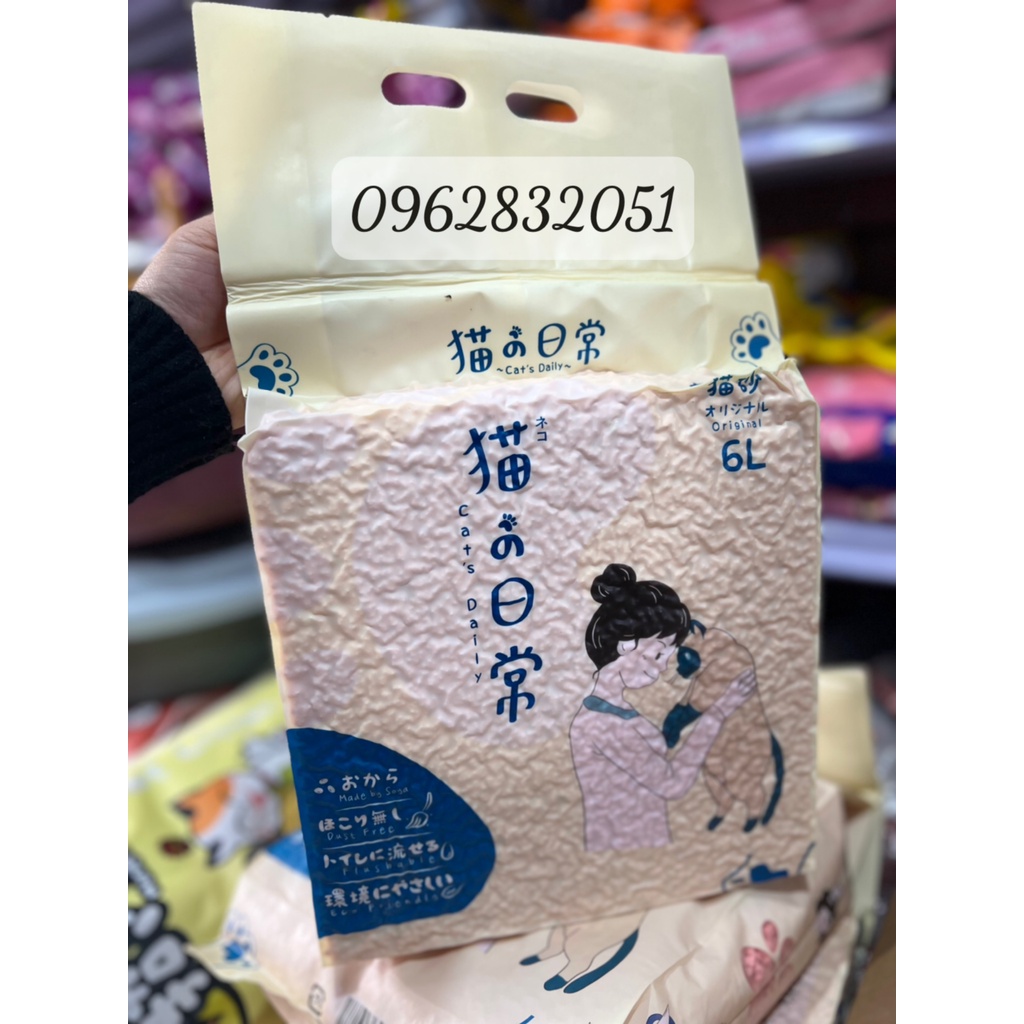 0962832051
猫の日常
~Cat's Daily~
猫砂
オリジナル
Original
6L
ネコ
猫の日常
Cat's Daily
おから
Made by Soya
ほこり無し
Dust Free
トイレに流せる
Flushable
環境にやさしい
Eco Friendly